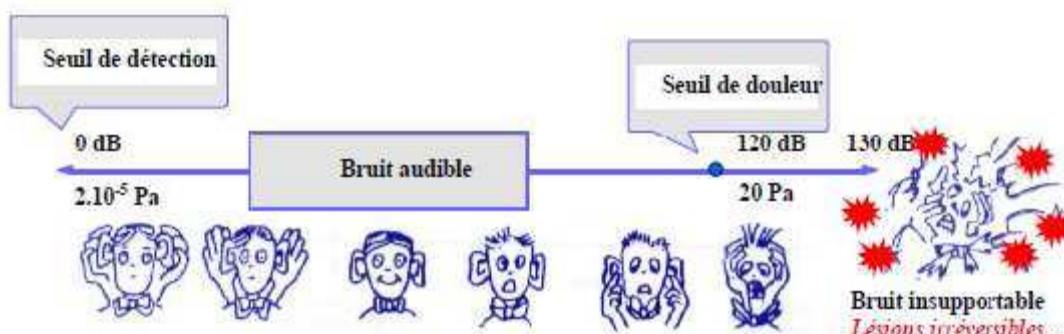 Seuil de détection
Seuil de douleur
0 dB
120 dB
130 dB
Bruit audible
2.10⁻⁵ Pa
20 Pa
Bruit insupportable
Lésions irréversibles